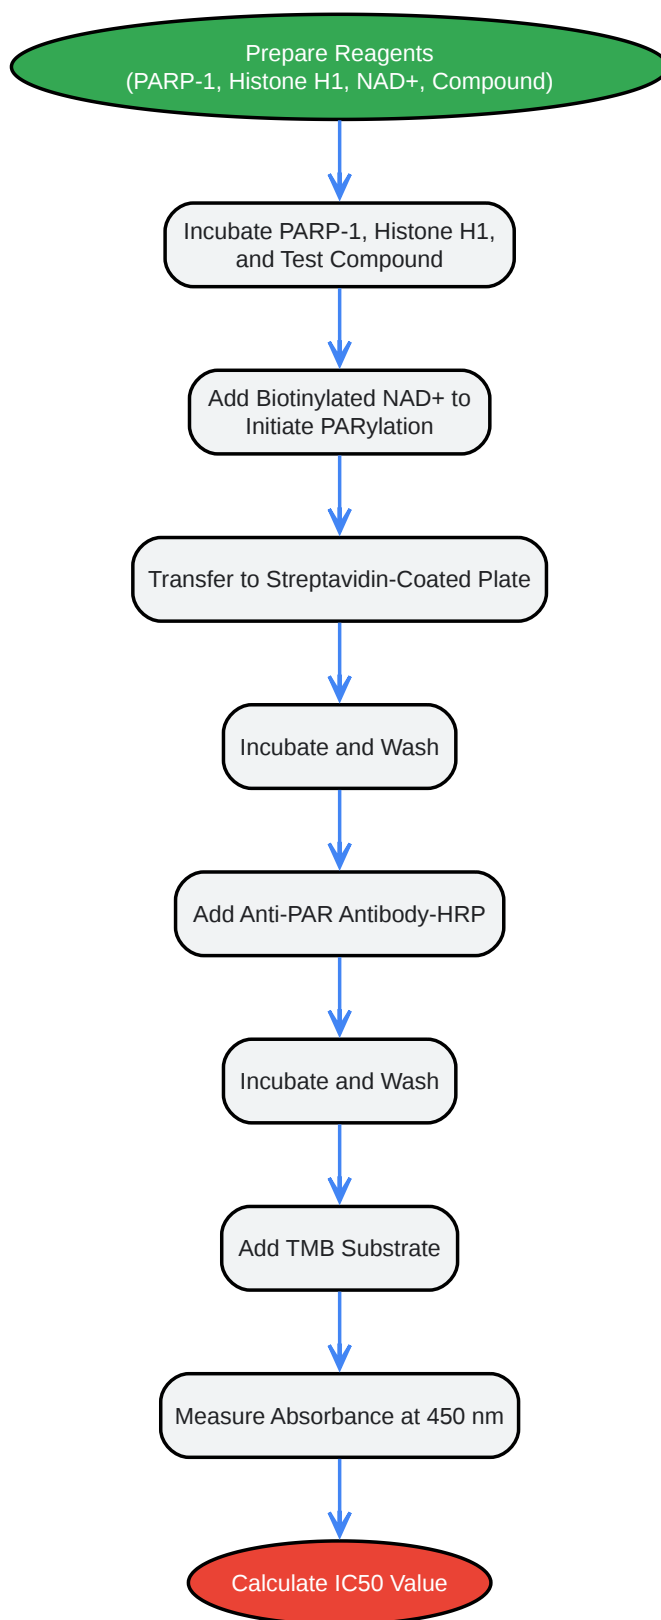 Prepare Reagents
(PARP-1, Histone H1, NAD+, Compound)
Incubate PARP-1, Histone H1,
and Test Compound
Add Biotinylated NAD+ to
Initiate PARylation
Transfer to Streptavidin-Coated Plate
Incubate and Wash
Add Anti-PAR Antibody-HRP
Incubate and Wash
Add TMB Substrate
Measure Absorbance at 450 nm
Calculate IC50 Value